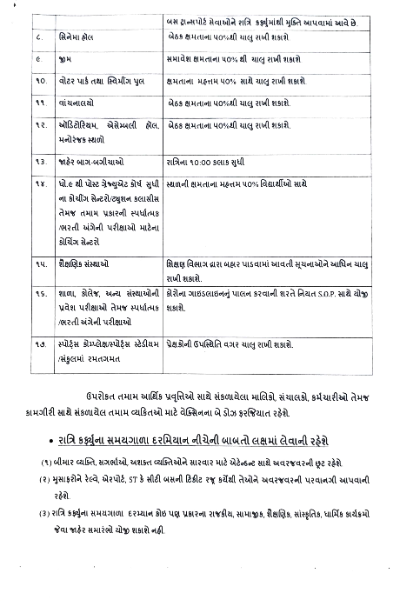 બસ ટ્રાન્સપોર્ટ સેવાઓને રાત્રિ કર્ફ્યુમાંથી મુક્તિ આપવામાં આવે છે.
૮. સિનેમા હોલ બેઠક ક્ષમતાના ૫૦%થી ચાલુ રાખી શકાશે
૯ જીમ સમાવેશ ક્ષમતાના ૫૦% થી ચાલુ રાખી શકાશે
૧૦. વોટર પાર્ક તથા સ્વિમીંગ પુલ ક્ષમતાના મહત્તમ ૫૦% સાથે ચાલુ રાખી શકાશે.
૧૧. વાંચનાલયો બેઠક ક્ષમતાના ૫૦%થી ચાલુ રાખી શકાશે.
૧૨. ઓડિટોરિયમ, એસેમ્બલી હોલ, બેઠક ક્ષમતાના ૫૦%થી ચાલુ રાખી શકાશે.
મનોરંજક સ્થળો
૧૩. જાહેર બાગ-બગીચાઓ રાત્રિના ૧૦:૦૦ કલાક સુધી
૧૪. ધો.૯ થી પોસ્ટ ગ્રેજ્યુએટ કોર્ષ સુધી સ્થળની ક્ષમતાના મહત્તમ ૫૦% વિદ્યાર્થીઓ સાથે
ના કોચીંગ સેન્ટરો/ટ્યુશન કલાસીસ
તેમજ તમામ પ્રકારની સ્પર્ધાત્મક
/ભરતી અંગેની પરીક્ષાઓ માટેના
કોચિંગ સેન્ટરો
૧૫. શૈક્ષણિક સંસ્થાઓ શિક્ષણ વિભાગ દ્વારા બહાર પાડવામાં આવતી સૂચનાઓને આધિન ચાલુ
રાખી શકાશે.
૧૬. શાળા, કોલેજ, અન્ય સંસ્થાઓની કોરોના ગાઇડલાઇનનું પાલન કરવાની શરતે નિયત S.O.P. સાથે યોજી
પ્રવેશ પરીક્ષાઓ તેમજ સ્પર્ધાત્મક શકાશે.
/ભરતી અંગેની પરીક્ષાઓ
૧૭. સ્પોર્ટ્સ કોમ્પ્લેક્ષ/સ્પોર્ટ્સ સ્ટેડીયમ પ્રેક્ષકોની ઉપસ્થિતિ વગર ચાલુ રાખી શકાશે.
/સંકુલમાં રમતગમત
ઉપરોકત તમામ આર્થિક પ્રવૃત્તિઓ સાથે સંકળાયેલા માલિકો, સંચાલકો, કર્મચારીઓ તેમજ
કામગીરી સાથે સંકળાયેલ તમામ વ્યકિતઓ માટે વેક્સિનના બે ડોઝ ફરજિયાત રહેશે.
• રાત્રિ કર્ફ્યુના સમયગાળા દરમિયાન નીચેની બાબતો લક્ષમાં લેવાની રહેશે
(૧) બીમાર વ્યક્તિ, સગર્ભાઓ, અશક્ત વ્યક્તિઓને સારવાર માટે એટેન્ડન્ટ સાથે અવરજવરની છૂટ રહેશે
(૨) મુસાફરોને રેલ્વે, એરપોર્ટ, ST કે સીટી બસની ટિકીટ રજૂ કર્યેથી તેઓને અવરજવરની પરવાનગી આપવાની
રહેશે.
(૩) રાત્રિ કર્ફ્યુના સમયગાળા દરમ્યાન કોઇ પણ પ્રકારના રાજકીય, સામાજીક, શૈક્ષણિક, સાંસ્કૃતિક, ધાર્મિક કાર્યક્રમો
જેવા જાહેર સમારંભો યોજી શકાશે નહીં.